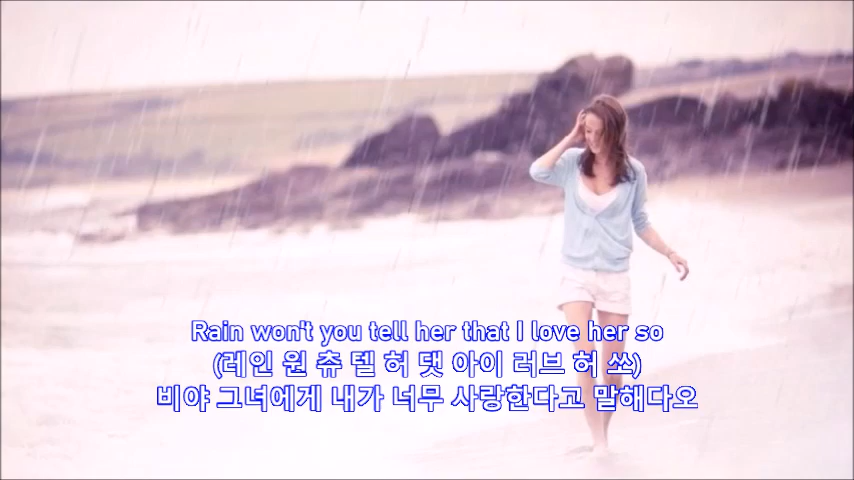 Rain won't you tell her that I love her so
(레인 원 츄 텔 허 댓 아이 러브 허 쏘)
비야 그녀에게 내가 너무 사랑한다고 말해다오